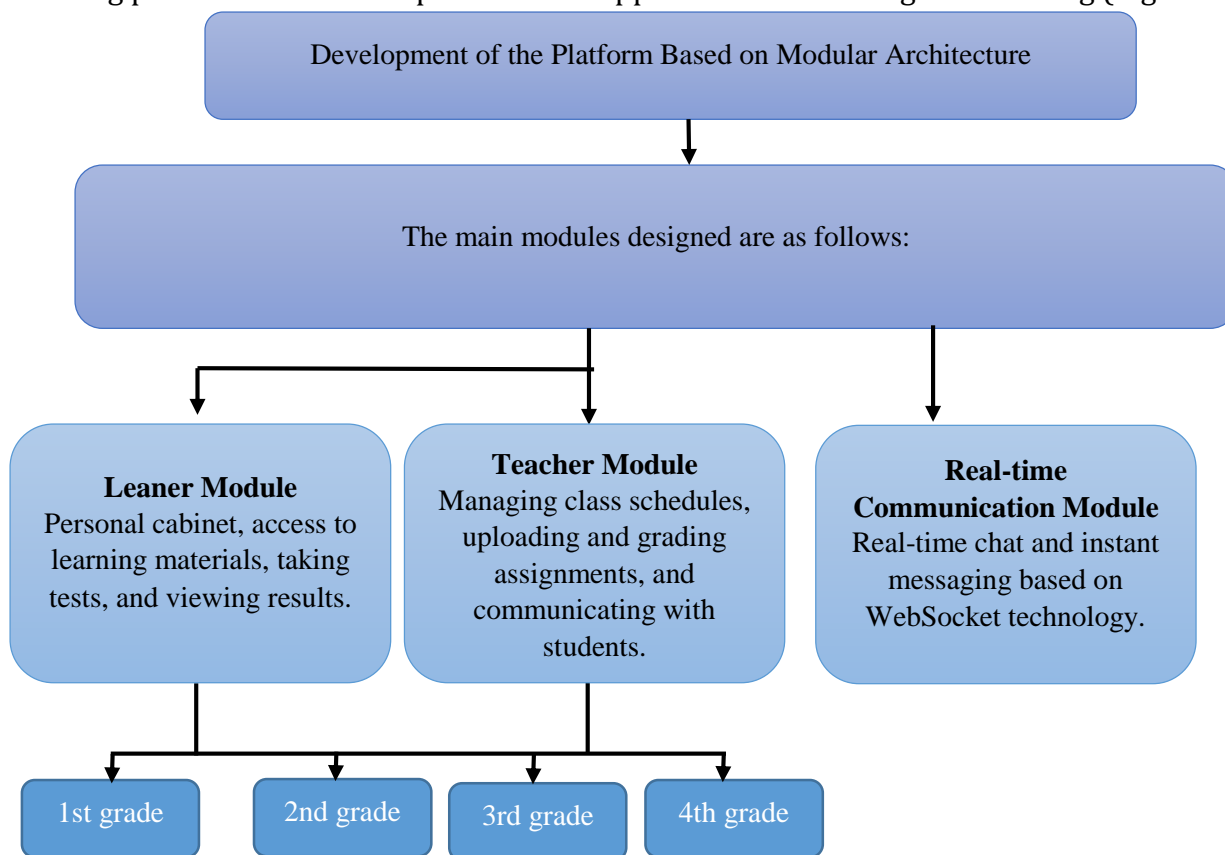 Development of the Platform Based on Modular Architecture
The main modules designed are as follows:
Leaner Module
Personal cabinet, access to
learning materials, taking
tests, and viewing results.
Teacher Module
Managing class schedules,
uploading and grading
assignments, and
communicating with
students.
Real-time
Communication Module
Real-time chat and instant
messaging based on
WebSocket technology.
1st grade
2nd grade
3rd grade
4th grade